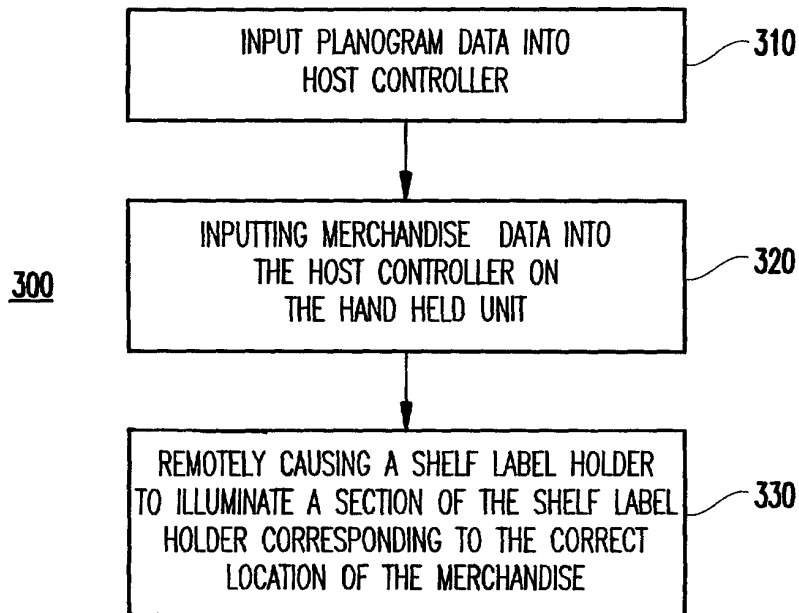 INPUT PLANOGRAM DATA INTO
HOST CONTROLLER
310
INPUTTING MERCHANDISE DATA INTO
THE HOST CONTROLLER ON
THE HAND HELD UNIT
320
300
REMOTELY CAUSING A SHELF LABEL HOLDER
TO ILLUMINATE A SECTION OF THE SHELF LABEL
HOLDER CORRESPONDING TO THE CORRECT
LOCATION OF THE MERCHANDISE
330